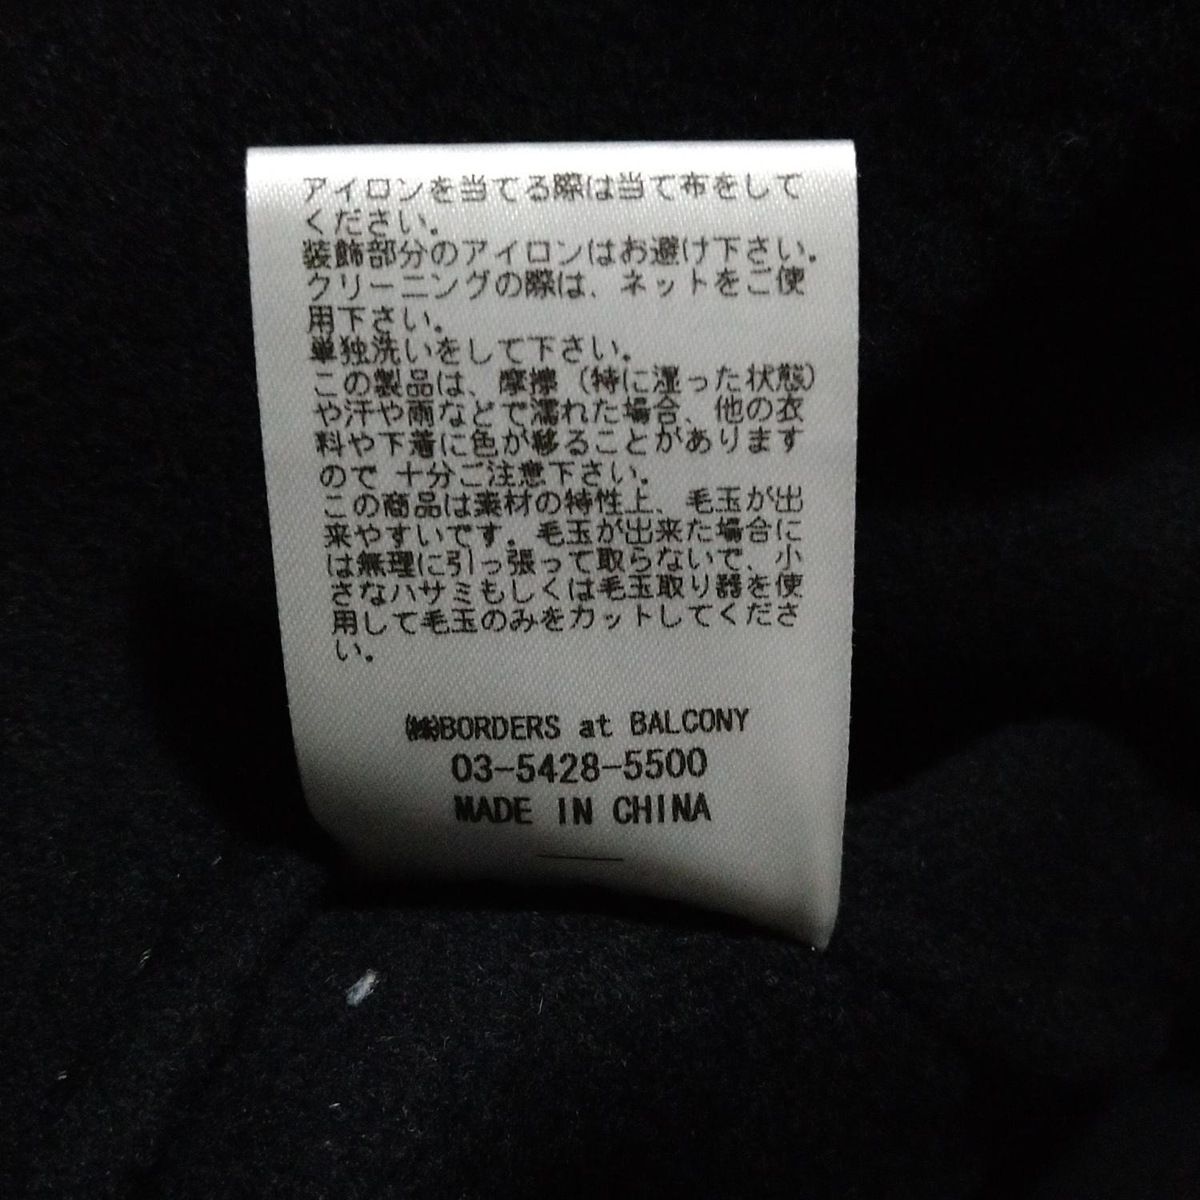 アイロンを当てる際は当て布をして
ください。
装飾部分のアイロンはお避け下さい。
クリーニングの際は、ネットをご使
用下さい。
単独洗いをして下さい。
この製品は、摩擦（特に湿った状態）
や汗や雨などで濡れた場合、他の衣
料や下着に色が移ることがあります
ので 十分ご注意下さい。
この商品は素材の特性上、毛玉が出
来やすいです。毛玉が出来た場合に
は無理に引っ張って取らないで、小
さなハサミもしくは毛玉取り器を使
用して毛玉のみをカットしてくださ
い。
㈱BORDERS at BALCONY
03-5428-5500
MADE IN CHINA